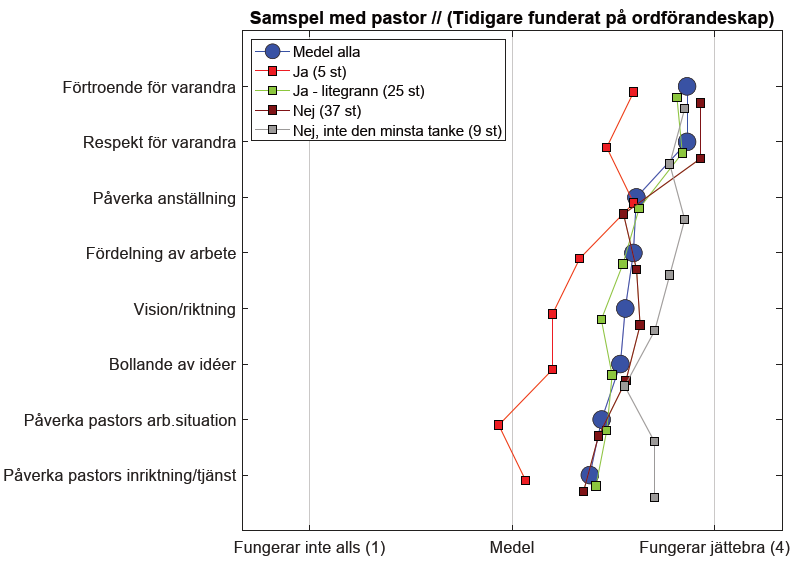 Samspel med pastor // (Tidigare funderat på ordförandeskap)
Medel alla
Ja (5 st)
Ja - litegrann (25 st)
Nej (37 st)
Nej, inte den minsta tanke (9 st)
Förtroende för varandra
Respekt för varandra
Påverka anställning
Fördelning av arbete
Vision/riktning
Bollande av idéer
Påverka pastors arb.situation
Påverka pastors inriktning/tjänst
Fungerar inte alls (1)
Medel
Fungerar jättebra (4)